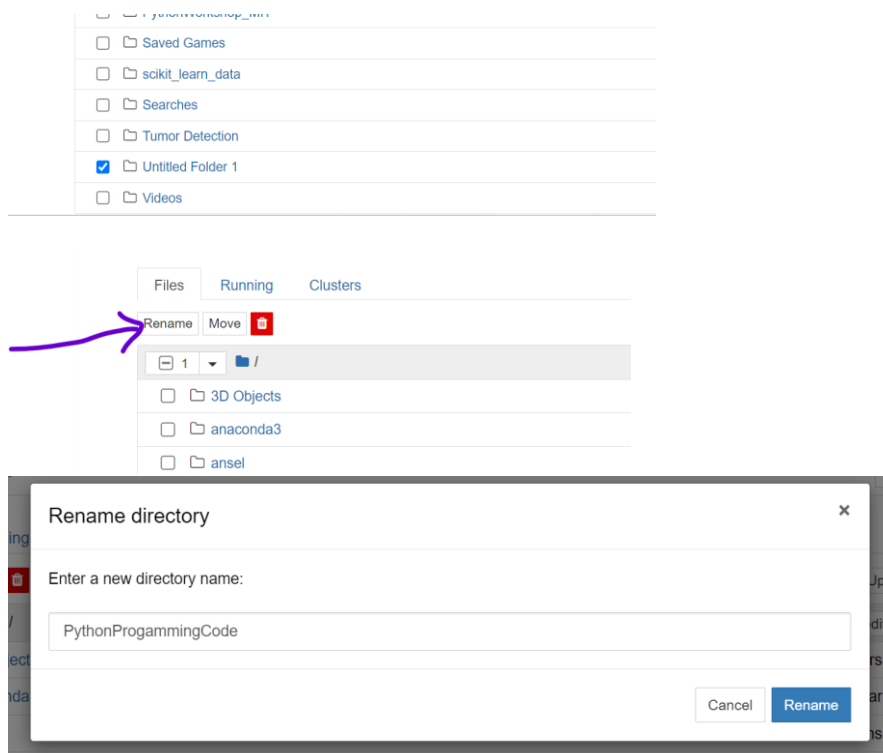 Saved Games
scikit_learn_data
Searches
Tumor Detection
Untitled Folder 1
Videos
Files Running Clusters
Rename Move
1 /
3D Objects
anaconda3
ansel
Rename directory ×
Enter a new directory name:
PythonProgammingCode
Cancel Rename